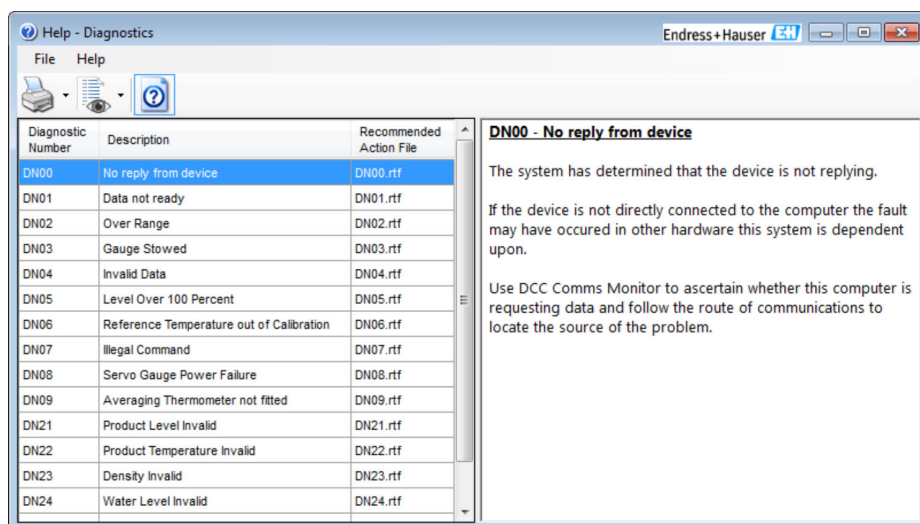 Help - Diagnostics
Endress+Hauser EH
File Help
Diagnostic Number Description Recommended Action File
DN00 No reply from device DN00.rtf
DN01 Data not ready DN01.rtf
DN02 Over Range DN02.rtf
DN03 Gauge Stowed DN03.rtf
DN04 Invalid Data DN04.rtf
DN05 Level Over 100 Percent DN05.rtf
DN06 Reference Temperature out of Calibration DN06.rtf
DN07 Illegal Command DN07.rtf
DN08 Servo Gauge Power Failure DN08.rtf
DN09 Averaging Thermometer not fitted DN09.rtf
DN21 Product Level Invalid DN21.rtf
DN22 Product Temperature Invalid DN22.rtf
DN23 Density Invalid DN23.rtf
DN24 Water Level Invalid DN24.rtf
DN00 - No reply from device
The system has determined that the device is not replying.
If the device is not directly connected to the computer the fault
may have occured in other hardware this system is dependent
upon.
Use DCC Comms Monitor to ascertain whether this computer is
requesting data and follow the route of communications to
locate the source of the problem.